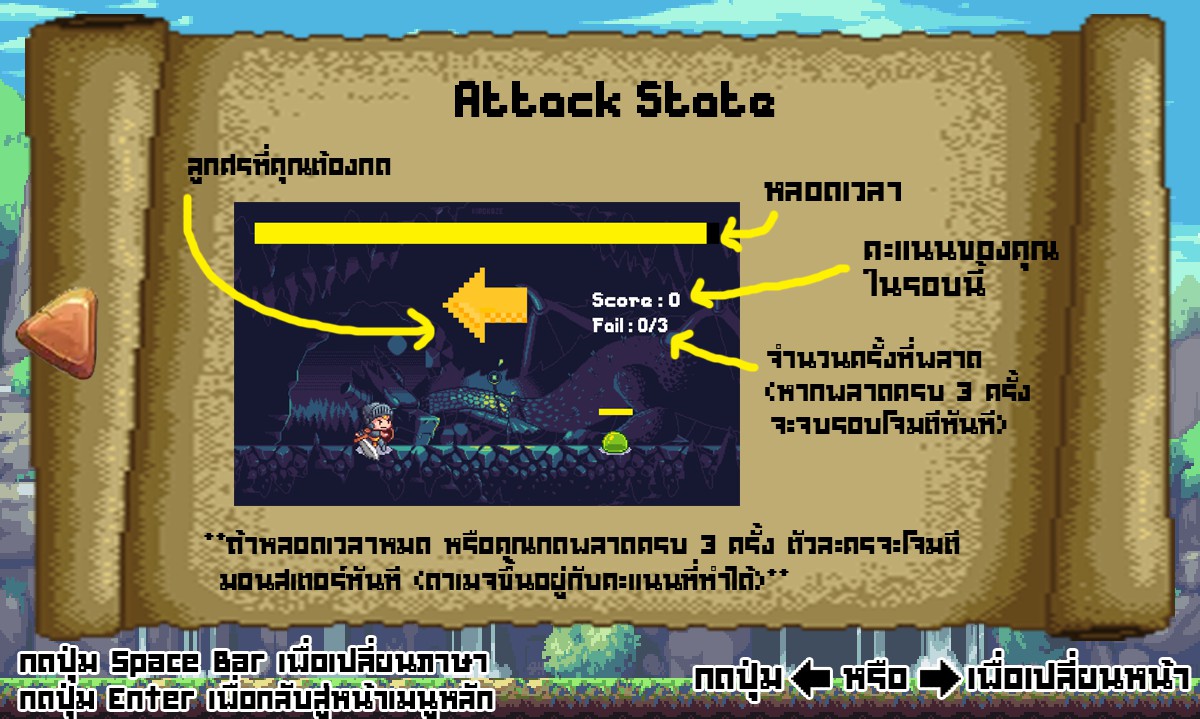 Attack State
ลูกศรที่คุณต้องกด
หลอดเวลา
คะแนนของคุณ
ในรอบนี้
Score : 0
Fail : 0/3
จำนวนครั้งที่พลาด
(หากพลาดครบ 3 ครั้ง
จะจบรอบโจมตีทันที)
**ถ้าหลอดเวลาหมด หรือคุณกดพลาดครบ 3 ครั้ง ตัวละครจะโจมตี
มอนสเตอร์ทันที (ดาเมจขึ้นอยู่กับคะแนนที่ทำได้)**
กดปุ่ม Space Bar เพื่อเปลี่ยนภาษา
กดปุ่ม Enter เพื่อกลับสู่หน้าเมนูหลัก
กดปุ่ม ← หรือ → เพื่อเปลี่ยนหน้า